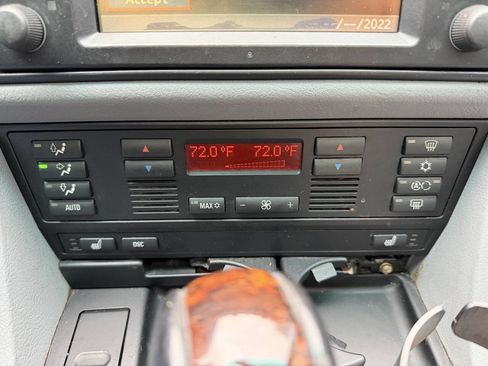 Accept
--/--/2022
72.0°F 72.0°F
AUTO
MAX
- +
A
DSC